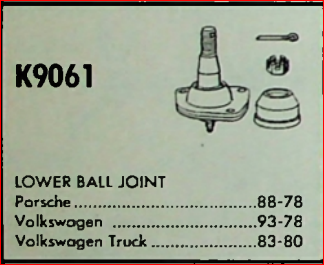 K9061
LOWER BALL JOINT
Porsche ........................ 88-78
Volkswagen .................. 93-78
Volkswagen Truck ............ 83-80